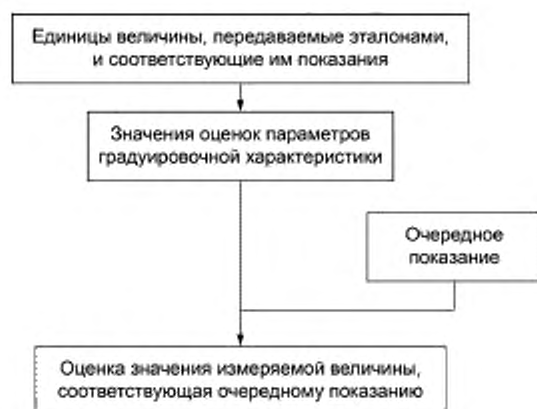 Единицы величины, передаваемые эталонами,
и соответствующие им показания
Значения оценок параметров
градуировочной характеристики
Очередное
показание
Оценка значения измеряемой величины,
соответствующая очередному показанию